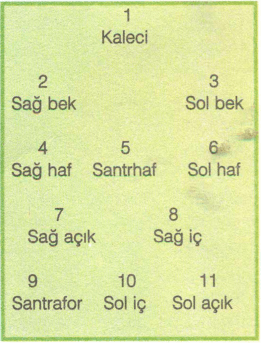 1
Kaleci
2 3
Sağ bek Sol bek
4 5 6
Sağ haf Santrhaf Sol haf
7 8
Sağ açık Sağ iç
9 10 11
Santrafor Sol iç Sol açık